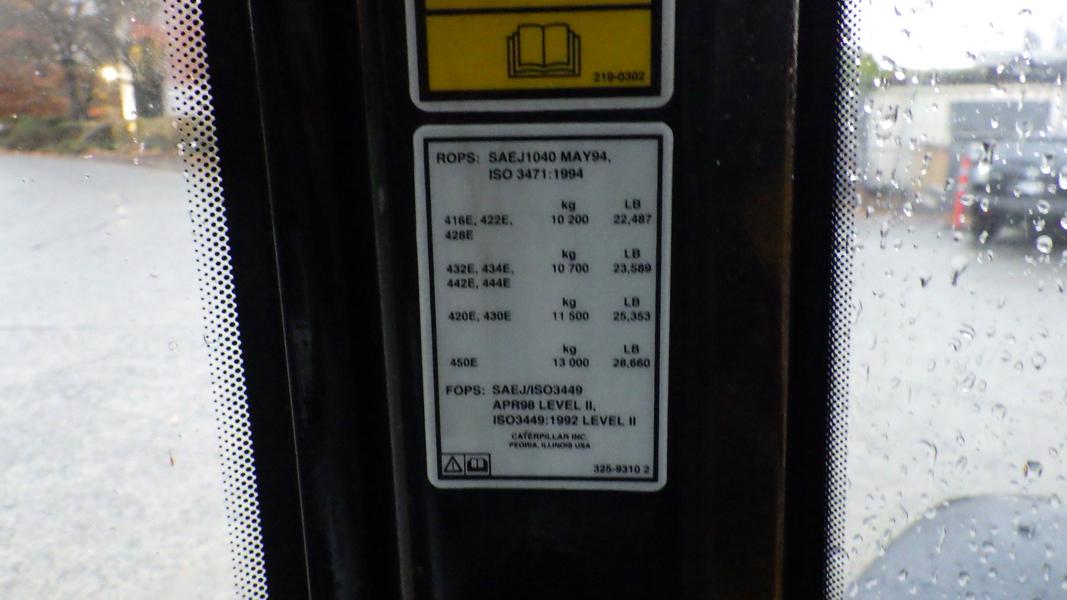 219-0302
ROPS: SAEJ1040 MAY94,
ISO 3471:1994
kg LB
416E, 422E, 10 200 22,487
428E
kg LB
432E, 434E, 10 700 23,589
442E, 444E
kg LB
420E, 430E 11 500 25,353
kg LB
450E 13 000 28,660
FOPS: SAEJ/ISO3449
APR98 LEVEL II,
ISO3449:1992 LEVEL II
CATERPILLAR INC.
PEORIA, ILLINOIS USA
325-9310 2